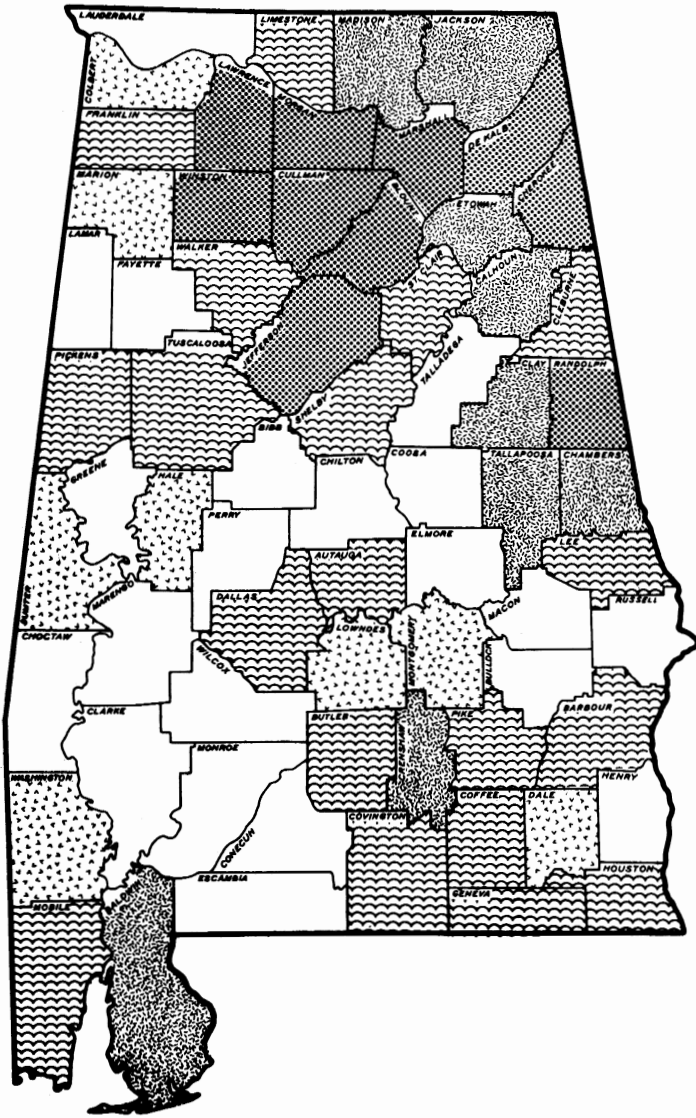 LAUDERDALE
LIMESTONE
MADISON
JACKSON
COLBERT
LAWRENCE
MORGAN
FRANKLIN
MARSHALL
DE KALB
CHEROKEE
MARION
WINSTON
CULLMAN
BLOUNT
ETOWAH
LAMAR
FAYETTE
WALKER
ST CLAIR
CALHOUN
CLEBURNE
TUSCALOOSA
JEFFERSON
PICKENS
TALLADEGA
CLAY
RANDOLPH
SHELBY
BIBB
CHILTON
COOSA
TALLAPOOSA
CHAMBERS
GREENE
HALE
PERRY
ELMORE
LEE
AUTAUGA
SUMTER
MARENGO
DALLAS
MACON
RUSSELL
CHOCTAW
LOWNDES
MONTGOMERY
BULLOCK
WILCOX
CLARKE
BUTLER
PIKE
BARBOUR
MONROE
WASHINGTON
HENRY
COFFEE
DALE
COVINGTON
CONECUH
ESCAMBIA
GENEVA
HOUSTON
MOBILE
BALDWIN